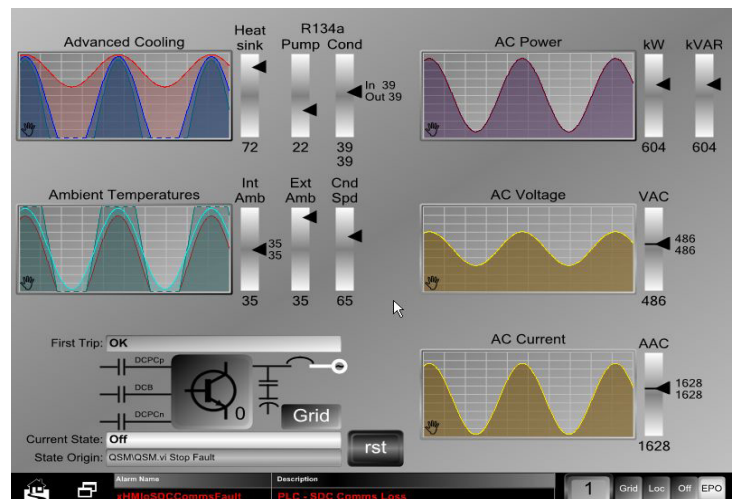 Advanced Cooling
Heat sink
R134a
Pump Cond
In 39
Out 39
72
22
39
39
AC Power
kW
kVAR
604
604
Ambient Temperatures
Int Amb
Ext Amb
Cnd Spd
35
35
35
35
65
AC Voltage
VAC
486
486
486
First Trip: OK
DCPCp
DCB
DCPCn
0
Grid
Current State: Off
State Origin: QSM\QSM.vi Stop Fault
rst
AC Current
AAC
1628
1628
1628
Alarm Name
Description
xHMItoSDCCommsFault
PLC - SDC Comms Loss
1
Grid Loc Off EPO